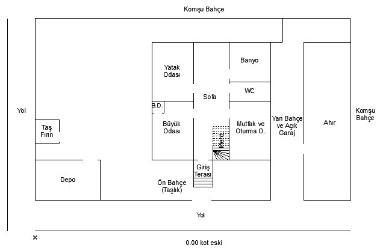 Komşu Bahçe
Yatak
Odası
Banyo
WC
Sofa
B.D.
Yol
Taş
Fırın
Büyük
Odası
Mutfak ve
Oturma O.
Yan Bahçe
ve Açık
Garaj
Ahır
Komşu
Bahçe
Giriş
Terası
Depo
Ön Bahçe
(Taşlık)
Yol
0.00 kot eski